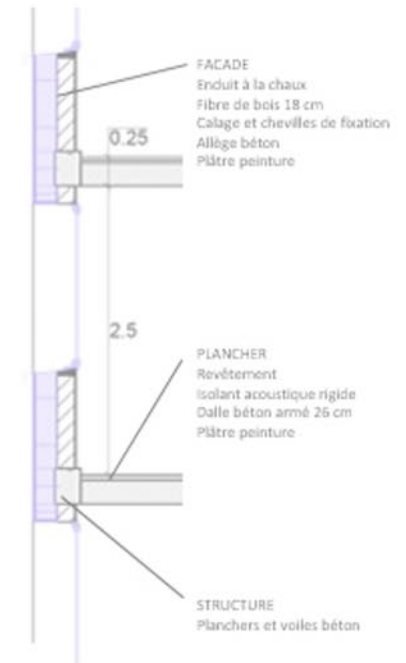 FACADE
Enduit à la chaux
Fibre de bois 18 cm
Calage et chevilles de fixation
Allège béton
Plâtre peinture
0.25
2.5
PLANCHER
Revêtement
Isolant acoustique rigide
Dalle béton armé 26 cm
Plâtre peinture
STRUCTURE
Planchers et voiles béton